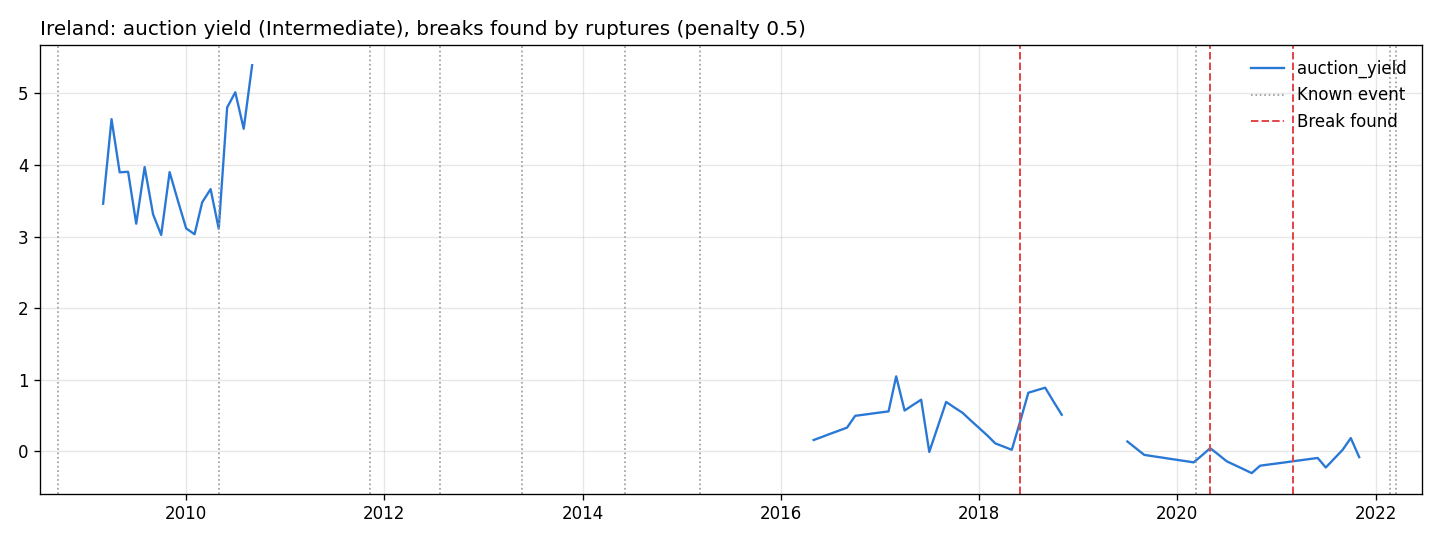 Ireland: auction yield (Intermediate), breaks found by ruptures (penalty 0.5)
auction_yield
Known event
Break found
5
4
3
2
1
0
2010 2012 2014 2016 2018 2020 2022